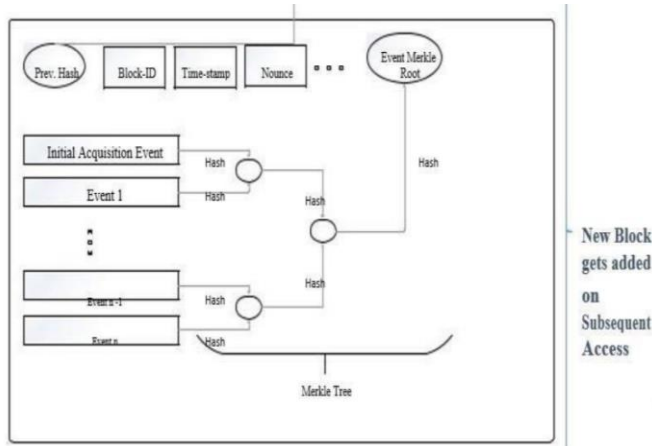 Prev. Hash
Block-ID
Time-stamp
Nounce
Event Merkle
Root
Initial Acquisition Event
Hash
Hash
Event 1
Hash
Hash
Event n -1
Hash
Hash
Event n
Hash
Merkle Tree
New Block
gets added
on
Subsequent
Access